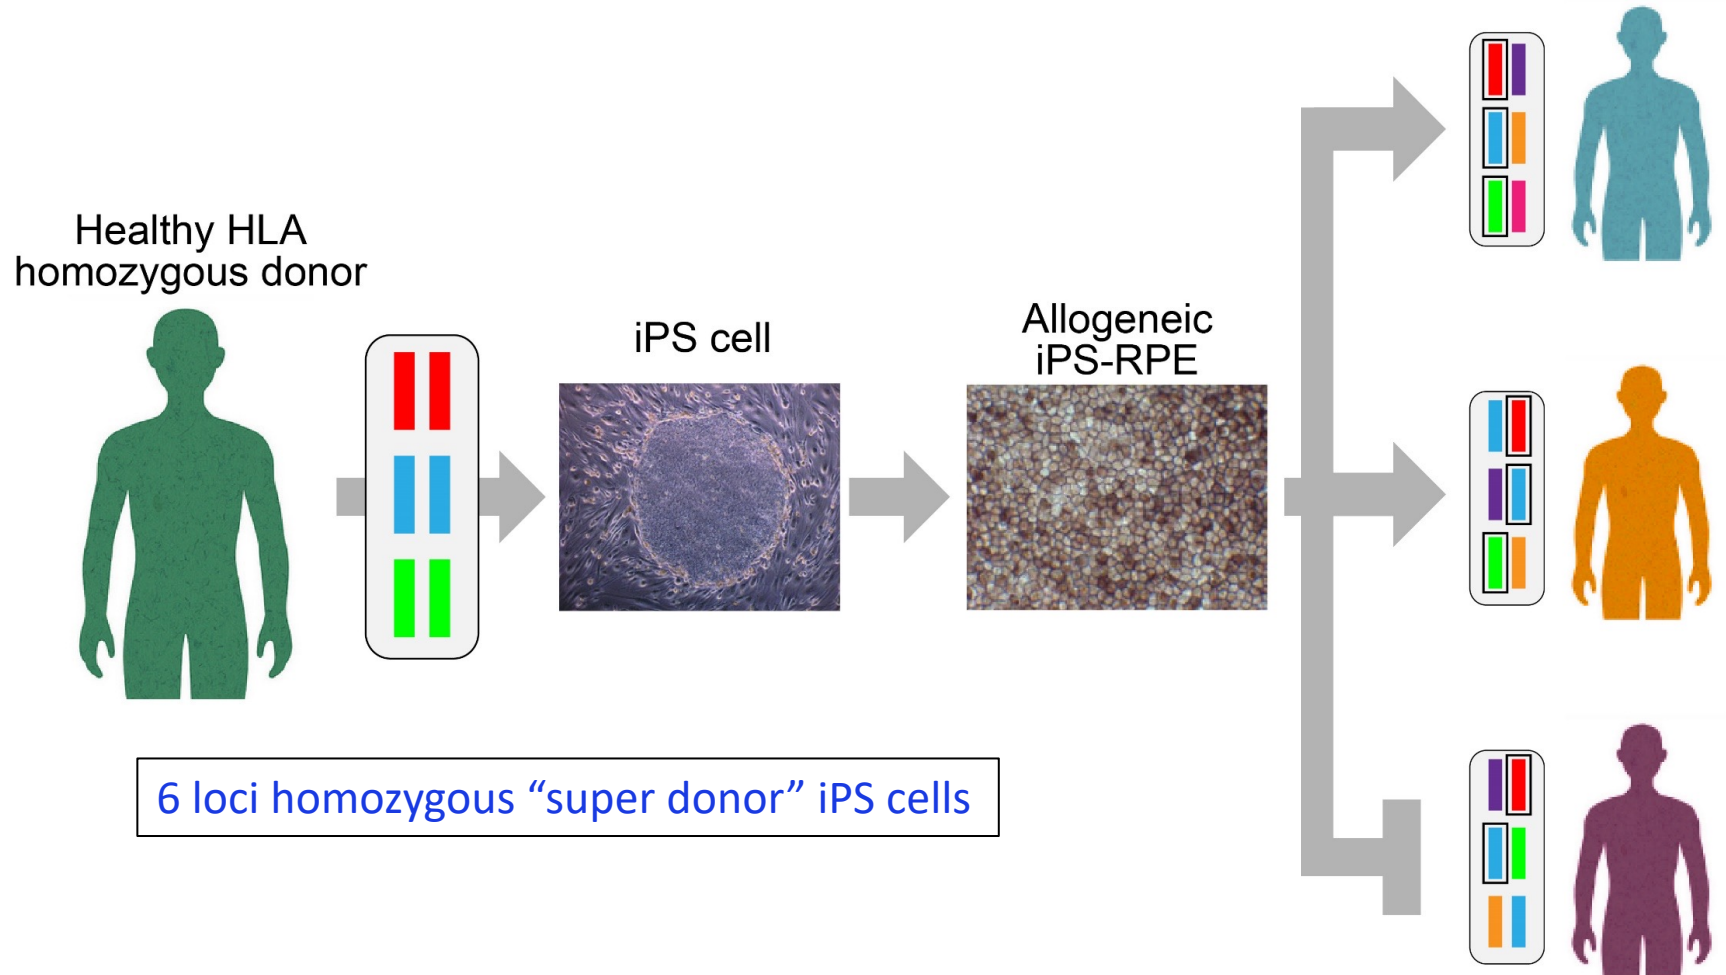 Healthy HLA
homozygous donor
iPS cell
Allogeneic
iPS-RPE
6 loci homozygous “super donor” iPS cells